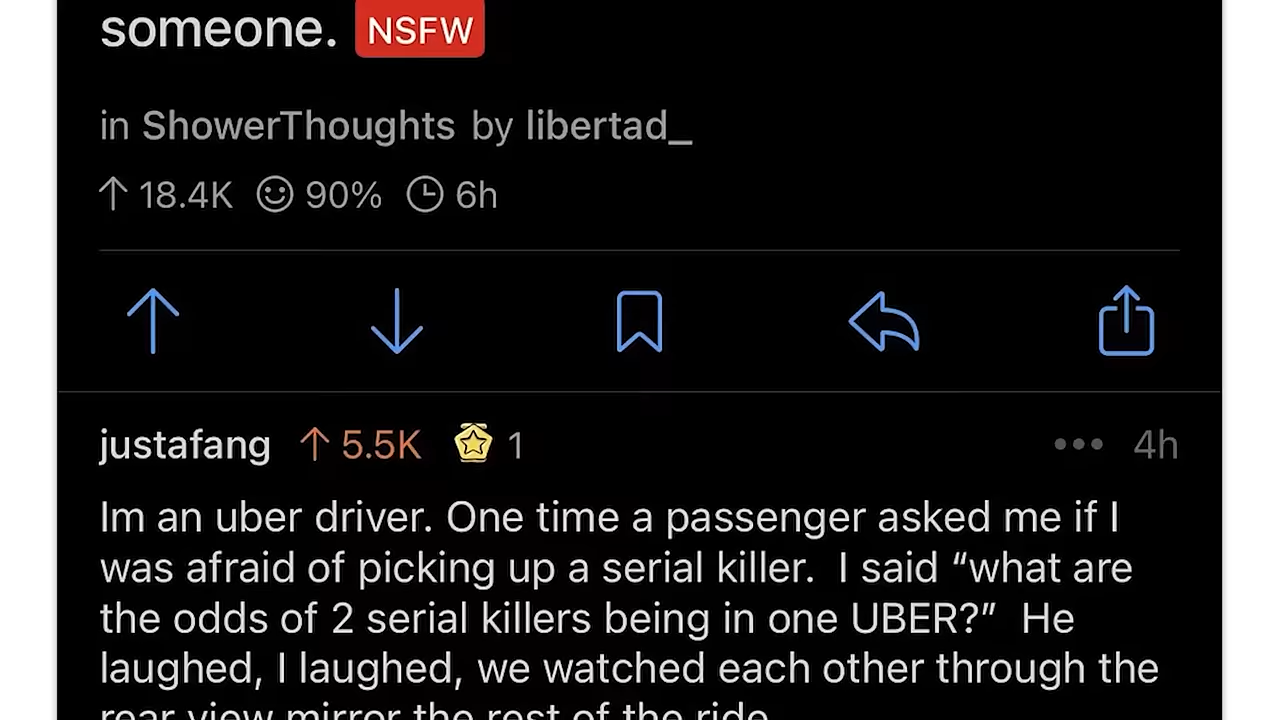 someone. NSFW
in ShowerThoughts by libertad_
18.4K 90% 6h
justafang 5.5K 1 ••• 4h
Im an uber driver. One time a passenger asked me if I
was afraid of picking up a serial killer.  I said “what are
the odds of 2 serial killers being in one UBER?”  He
laughed, I laughed, we watched each other through the
rear view mirror the rest of the ride